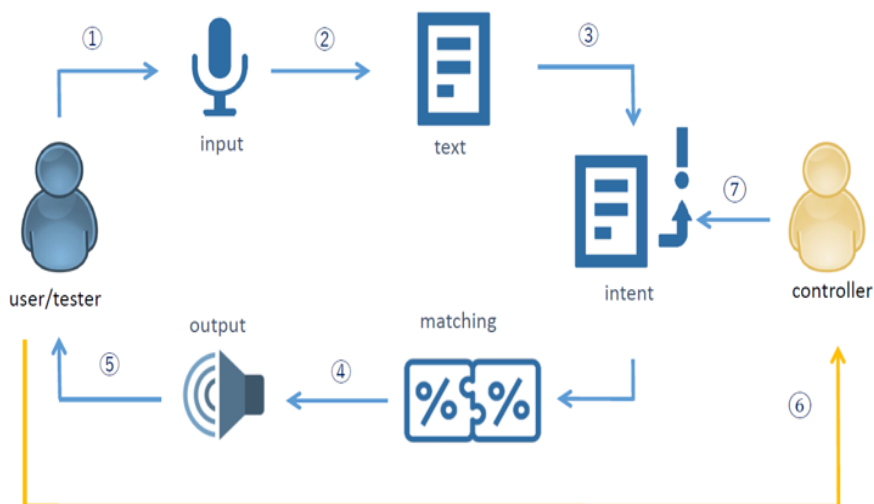 ①
②
③
input
text
⑦
user/tester
intent
controller
output
matching
⑤
④
⑥
% %